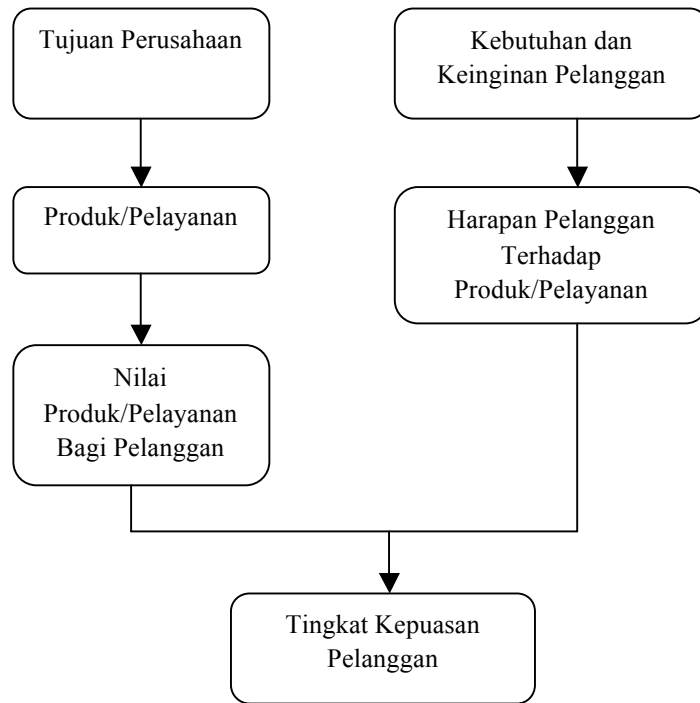 Tujuan Perusahaan
Kebutuhan dan
Keinginan Pelanggan
Produk/Pelayanan
Harapan Pelanggan
Terhadap
Produk/Pelayanan
Nilai
Produk/Pelayanan
Bagi Pelanggan
Tingkat Kepuasan
Pelanggan